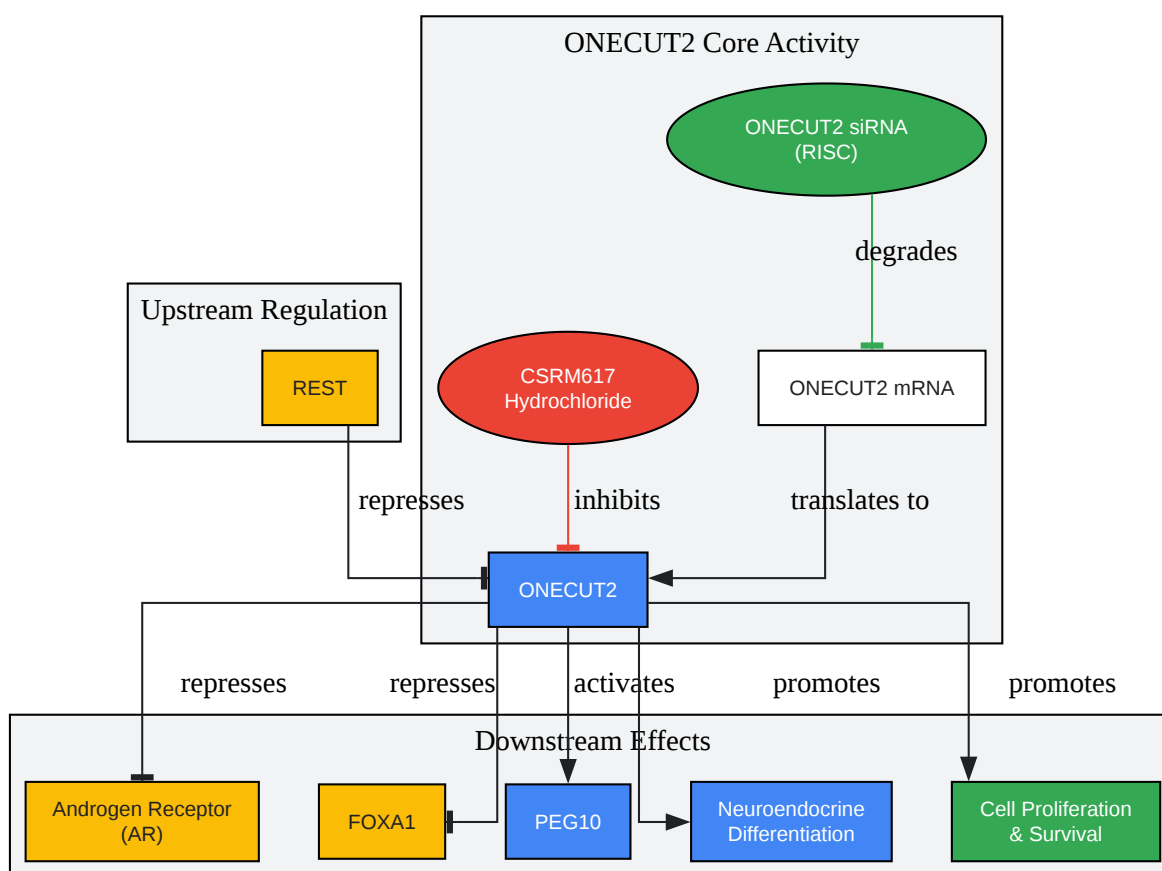 ONECUT2 Core Activity
ONECUT2 siRNA
(RISC)
degrades
Upstream Regulation
REST
CSRM617
Hydrochloride
ONECUT2 mRNA
represses
inhibits
translates to
ONECUT2
represses
represses
activates
promotes
promotes
Downstream Effects
Androgen Receptor
(AR)
FOXA1
PEG10
Neuroendocrine
Differentiation
Cell Proliferation
& Survival